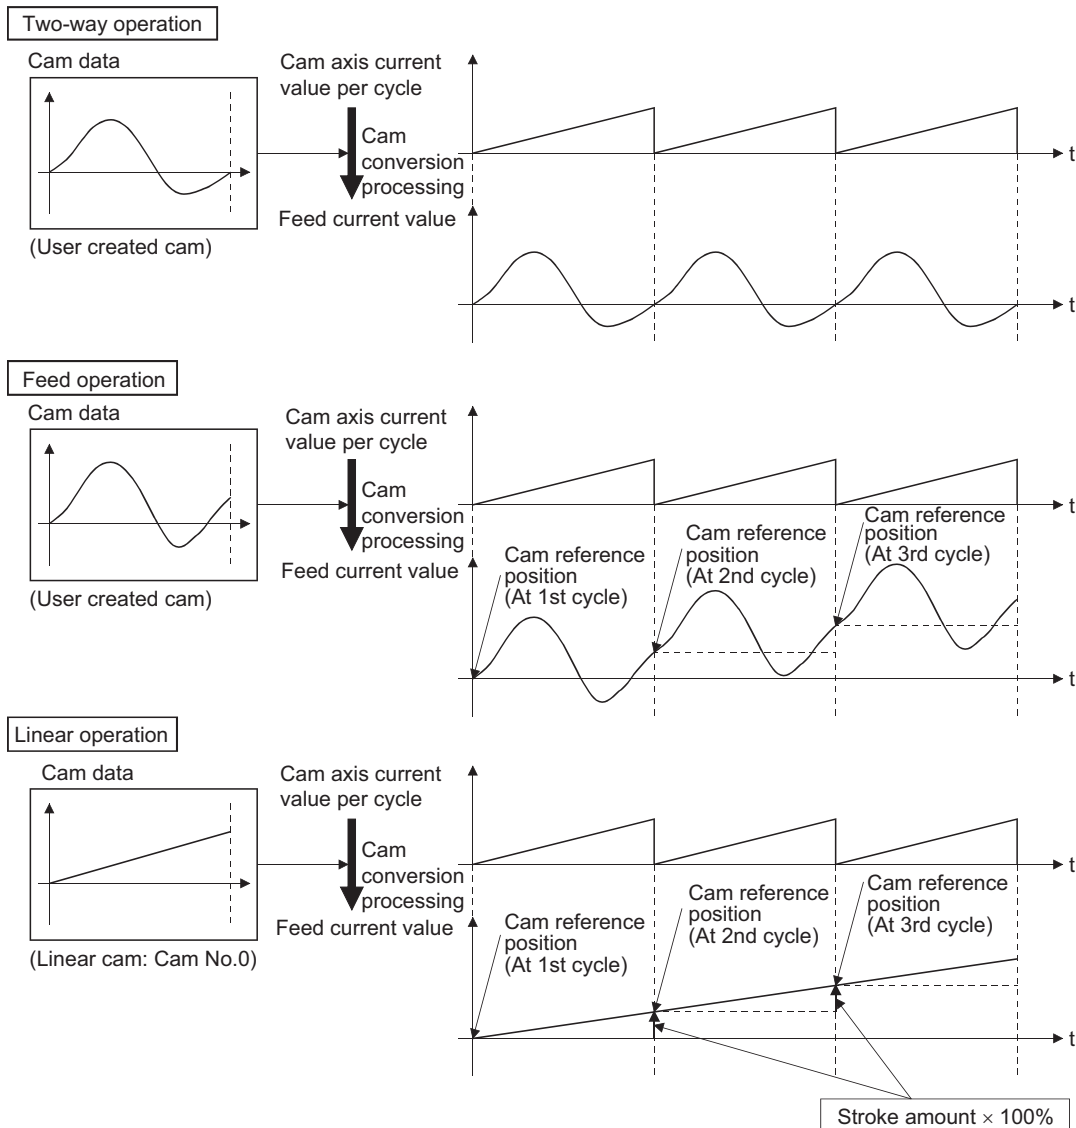 Two-way operation
Cam data
(User created cam)
Cam axis current
value per cycle
Cam
conversion
processing
Feed current value
t
t
Feed operation
Cam data
(User created cam)
Cam axis current
value per cycle
Cam
conversion
processing
Feed current value
t
Cam reference
position
(At 1st cycle)
Cam reference
position
(At 2nd cycle)
Cam reference
position
(At 3rd cycle)
t
Linear operation
Cam data
(Linear cam: Cam No.0)
Cam axis current
value per cycle
Cam
conversion
processing
Feed current value
t
Cam reference
position
(At 1st cycle)
Cam reference
position
(At 2nd cycle)
Cam reference
position
(At 3rd cycle)
t
Stroke amount × 100%